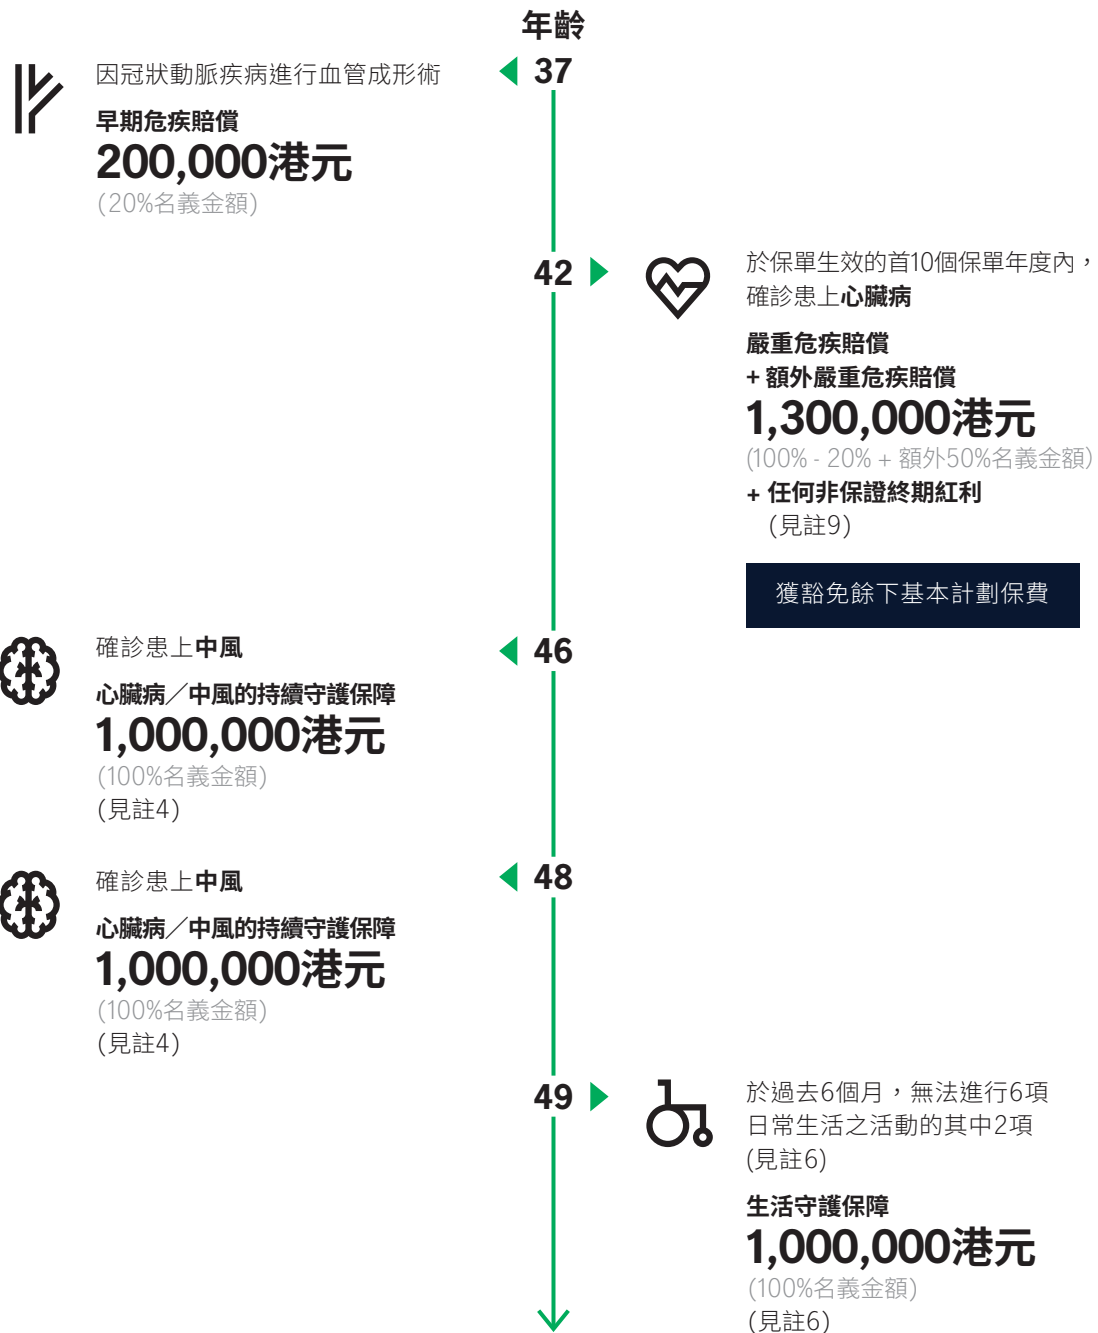 年齡
37
因冠狀動脈疾病進行血管成形術
早期危疾賠償
200,000港元
(20%名義金額)
42
於保單生效的首10個保單年度內，
確診患上心臟病
嚴重危疾賠償
+ 額外嚴重危疾賠償
1,300,000港元
(100% - 20% + 額外50%名義金額)
+ 任何非保證終期紅利
(見註9)
獲豁免餘下基本計劃保費
46
確診患上中風
心臟病／中風的持續守護保障
1,000,000港元
(100%名義金額)
(見註4)
48
確診患上中風
心臟病／中風的持續守護保障
1,000,000港元
(100%名義金額)
(見註4)
49
於過去6個月，無法進行6項
日常生活之活動的其中2項
(見註6)
生活守護保障
1,000,000港元
(100%名義金額)
(見註6)